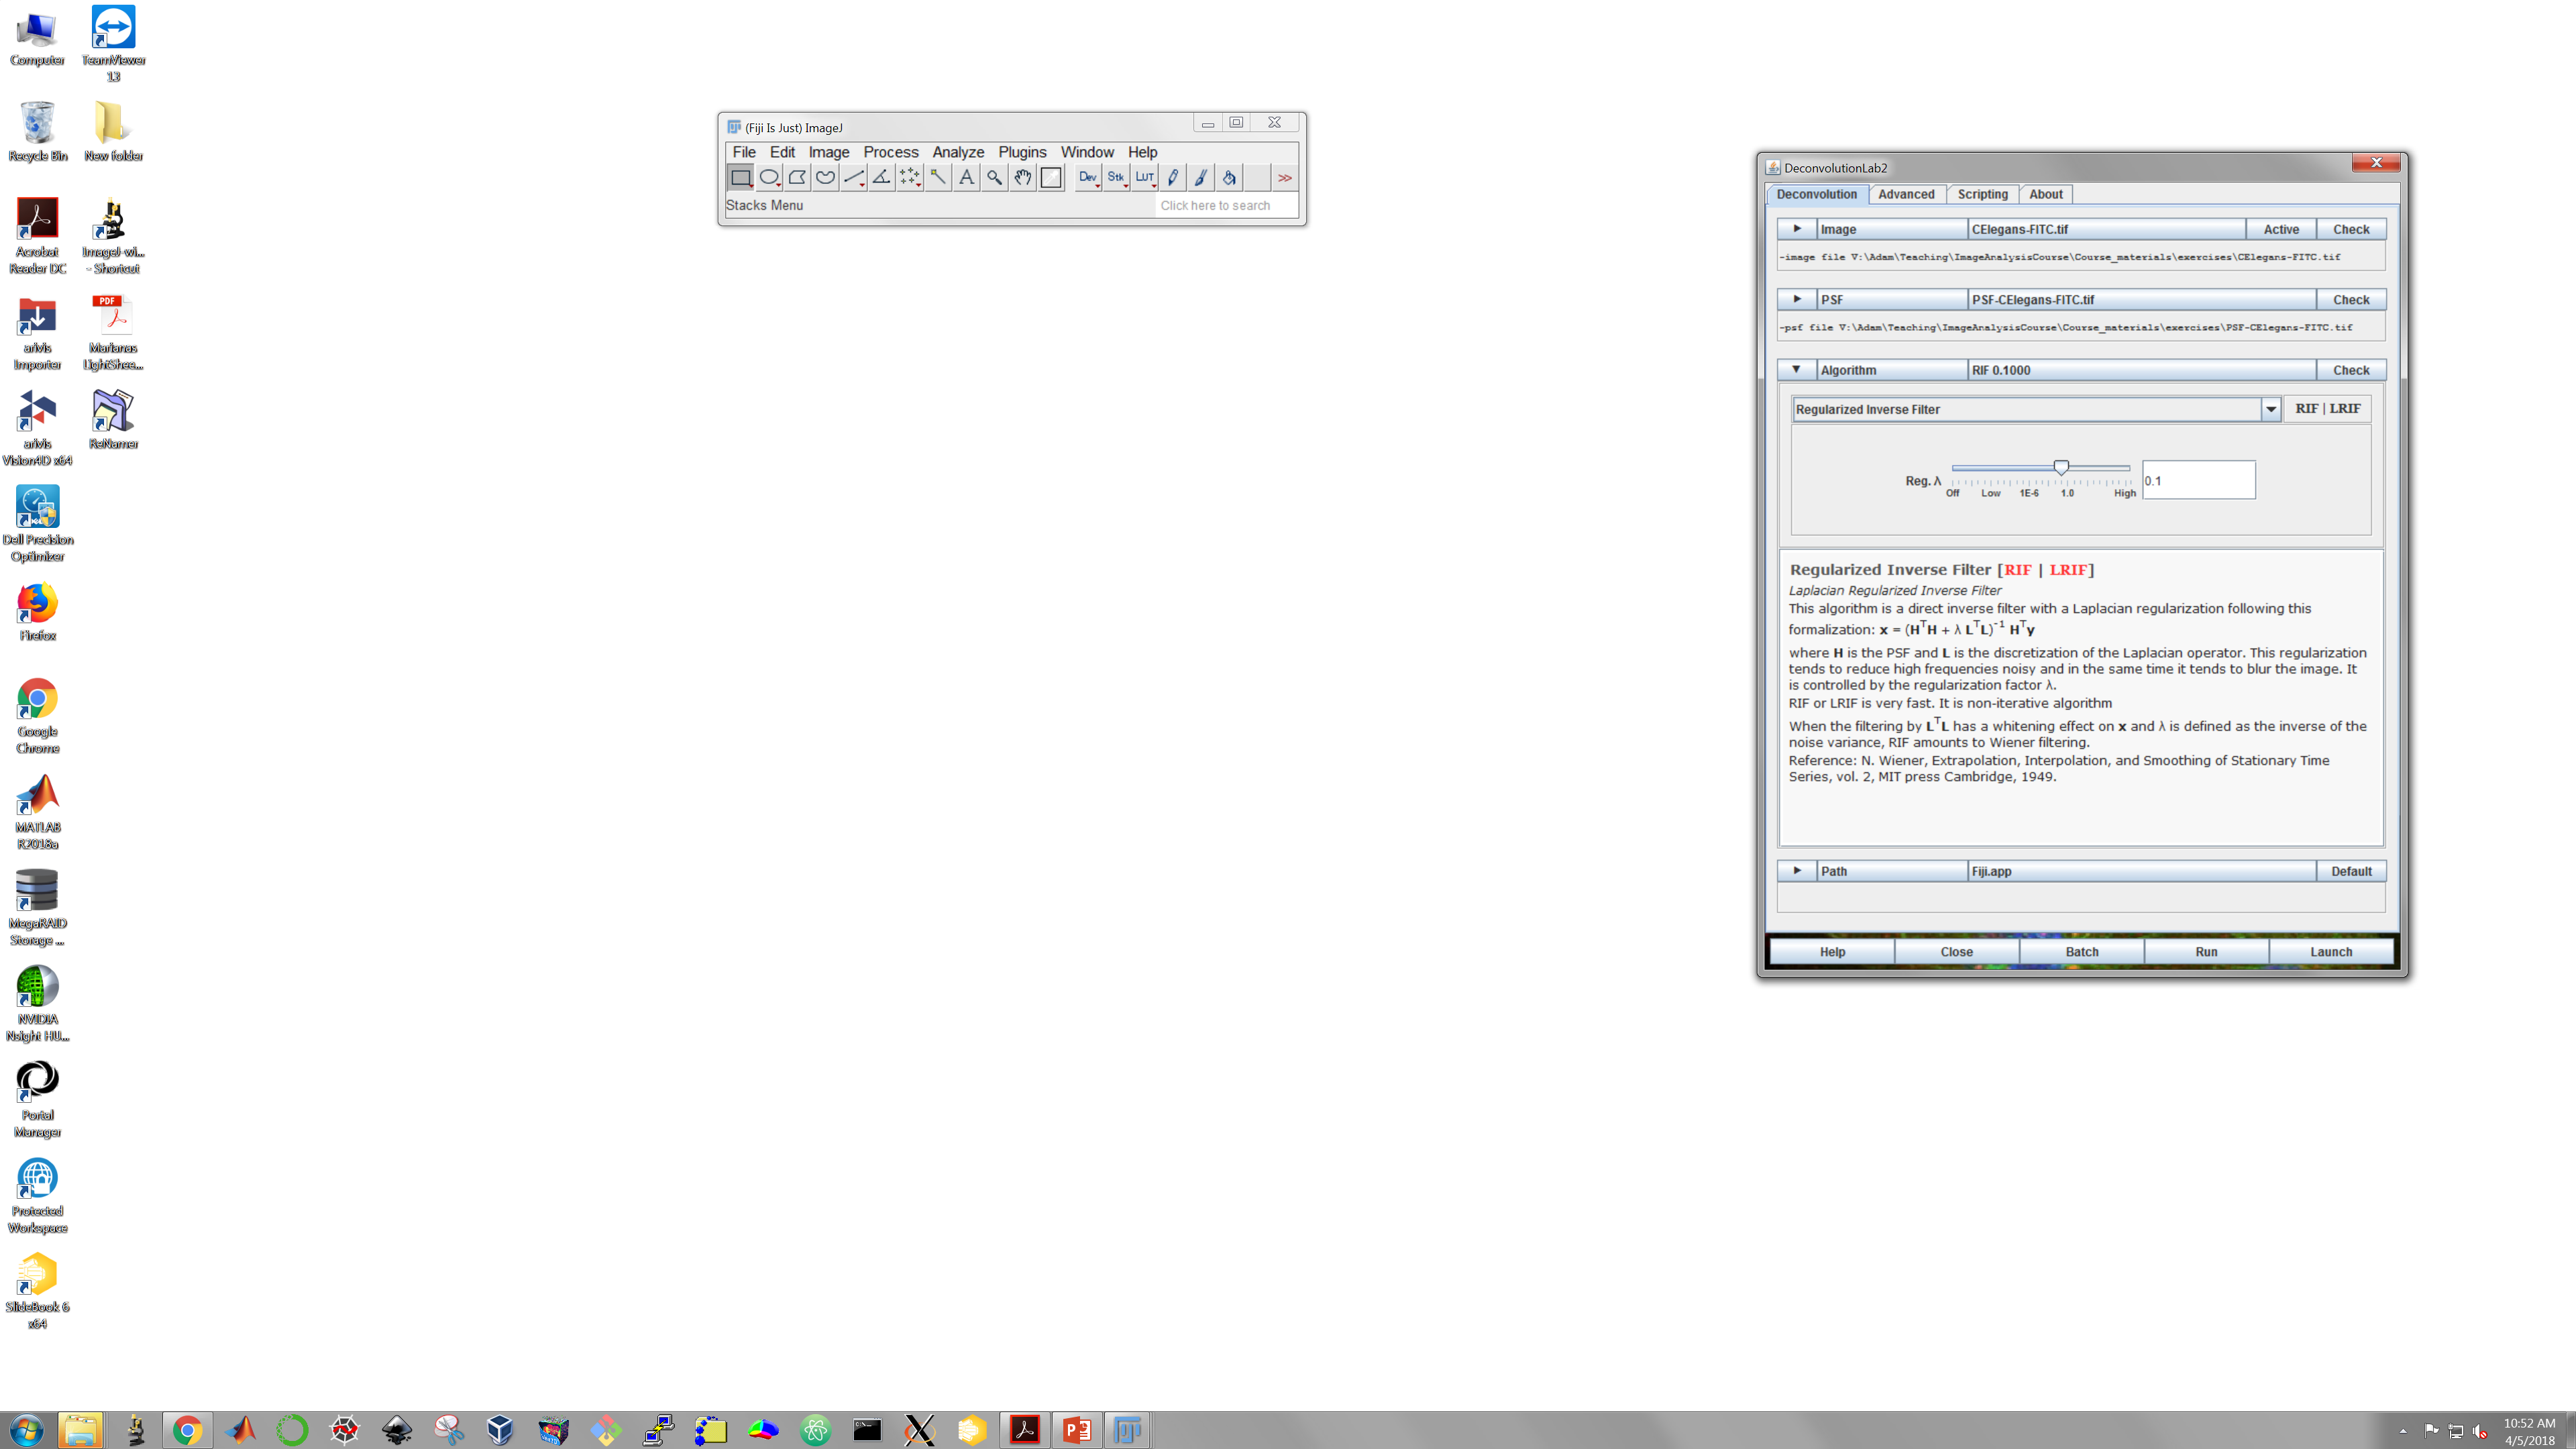 Computer
TeamViewer
13
Recycle Bin
New folder
Acrobat
Reader DC
ImageJ-wi...
- Shortcut
arivis
Importer
Marianas
LightShee...
arivis
Vision4D x64
ReNamer
Dell Precision
Optimizer
Firefox
Google
Chrome
MATLAB
R2018a
MegaRAID
Storage ...
NVIDIA
Nsight HU...
Portal
Manager
Protected
Workspace
SlideBook 6
x64
(Fiji Is Just) ImageJ
File Edit Image Process Analyze Plugins Window Help
A Dev Stk LUT >>
Stacks Menu Click here to search
DeconvolutionLab2
Deconvolution Advanced Scripting About
Image CElegans-FITC.tif Active Check
-image file V:\Adam\Teaching\ImageAnalysisCourse\Course_materials\exercises\CElegans-FITC.tif
PSF PSF-CElegans-FITC.tif Check
-psf file V:\Adam\Teaching\ImageAnalysisCourse\Course_materials\exercises\PSF-CElegans-FITC.tif
Algorithm RIF 0.1000 Check
Regularized Inverse Filter RIF | LRIF
Reg. λ 0.1
Off Low 1E-6 1.0 High
Regularized Inverse Filter [RIF | LRIF]
Laplacian Regularized Inverse Filter
This algorithm is a direct inverse filter with a Laplacian regularization following this
formalization: x = (HᵀH + λ LᵀL)⁻¹ Hᵀy
where H is the PSF and L is the discretization of the Laplacian operator. This regularization
tends to reduce high frequencies noisy and in the same time it tends to blur the image. It
is controlled by the regularization factor λ.
RIF or LRIF is very fast. It is non-iterative algorithm
When the filtering by LᵀL has a whitening effect on x and λ is defined as the inverse of the
noise variance, RIF amounts to Wiener filtering.
Reference: N. Wiener, Extrapolation, Interpolation, and Smoothing of Stationary Time
Series, vol. 2, MIT press Cambridge, 1949.
Path Fiji.app Default
Help Close Batch Run Launch
10:52 AM
4/5/2018